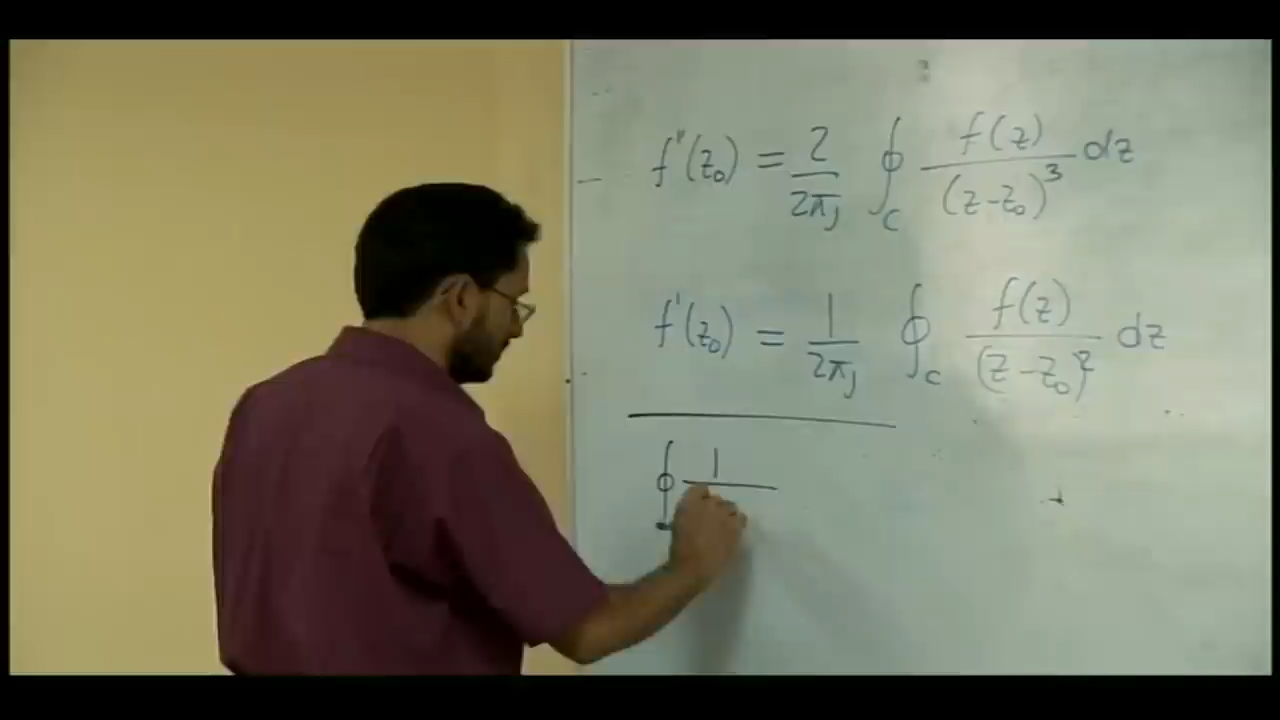 f''(z₀) = 2/2πj ∮_C f(z)/(z-z₀)³ dz
f'(z₀) = 1/2πj ∮_C f(z)/(z-z₀)² dz
∮ 1/